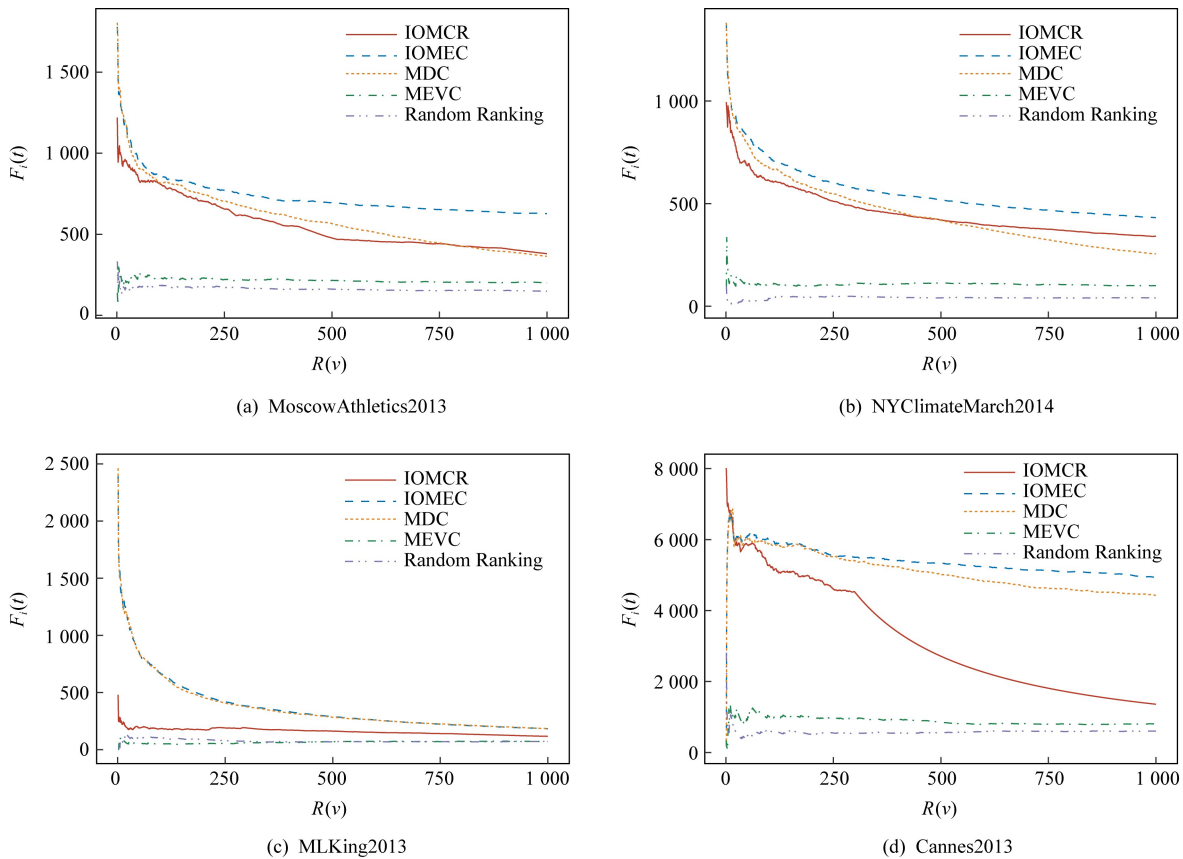 IOMCR
IOMEC
MDC
MEVC
Random Ranking
1 500
1 000
500
0
F_i(t)
0 250 500 750 1 000
R(v)
(a) MoscowAthletics2013
IOMCR
IOMEC
MDC
MEVC
Random Ranking
1 000
500
0
F_i(t)
0 250 500 750 1 000
R(v)
(b) NYClimateMarch2014
IOMCR
IOMEC
MDC
MEVC
Random Ranking
2 500
2 000
1 500
1 000
500
0
F_i(t)
0 250 500 750 1 000
R(v)
(c) MLKing2013
IOMCR
IOMEC
MDC
MEVC
Random Ranking
8 000
6 000
4 000
2 000
0
F_i(t)
0 250 500 750 1 000
R(v)
(d) Cannes2013